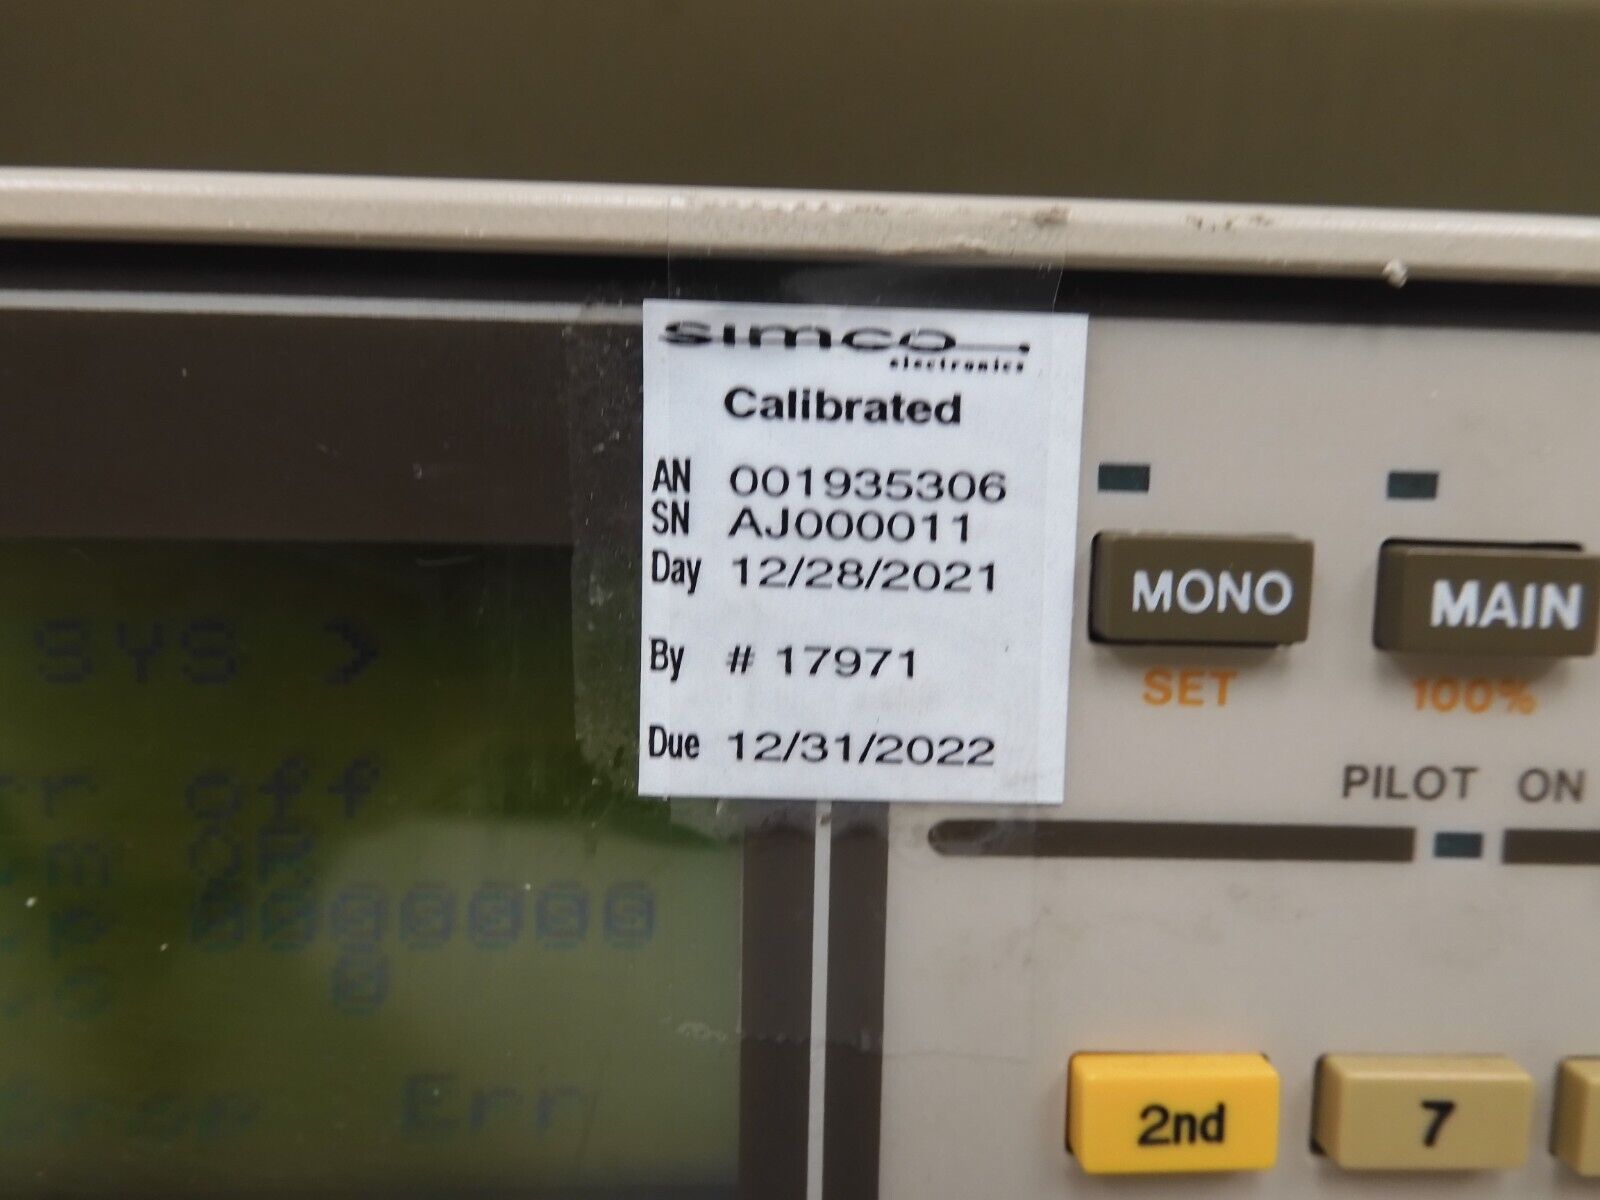 simco
electronics
Calibrated
AN 001935306
SN AJ000011
Day 12/28/2021
By # 17971
Due 12/31/2022
MONO
MAIN
SET
100%
PILOT ON
2nd
7
SYS >
off
Err